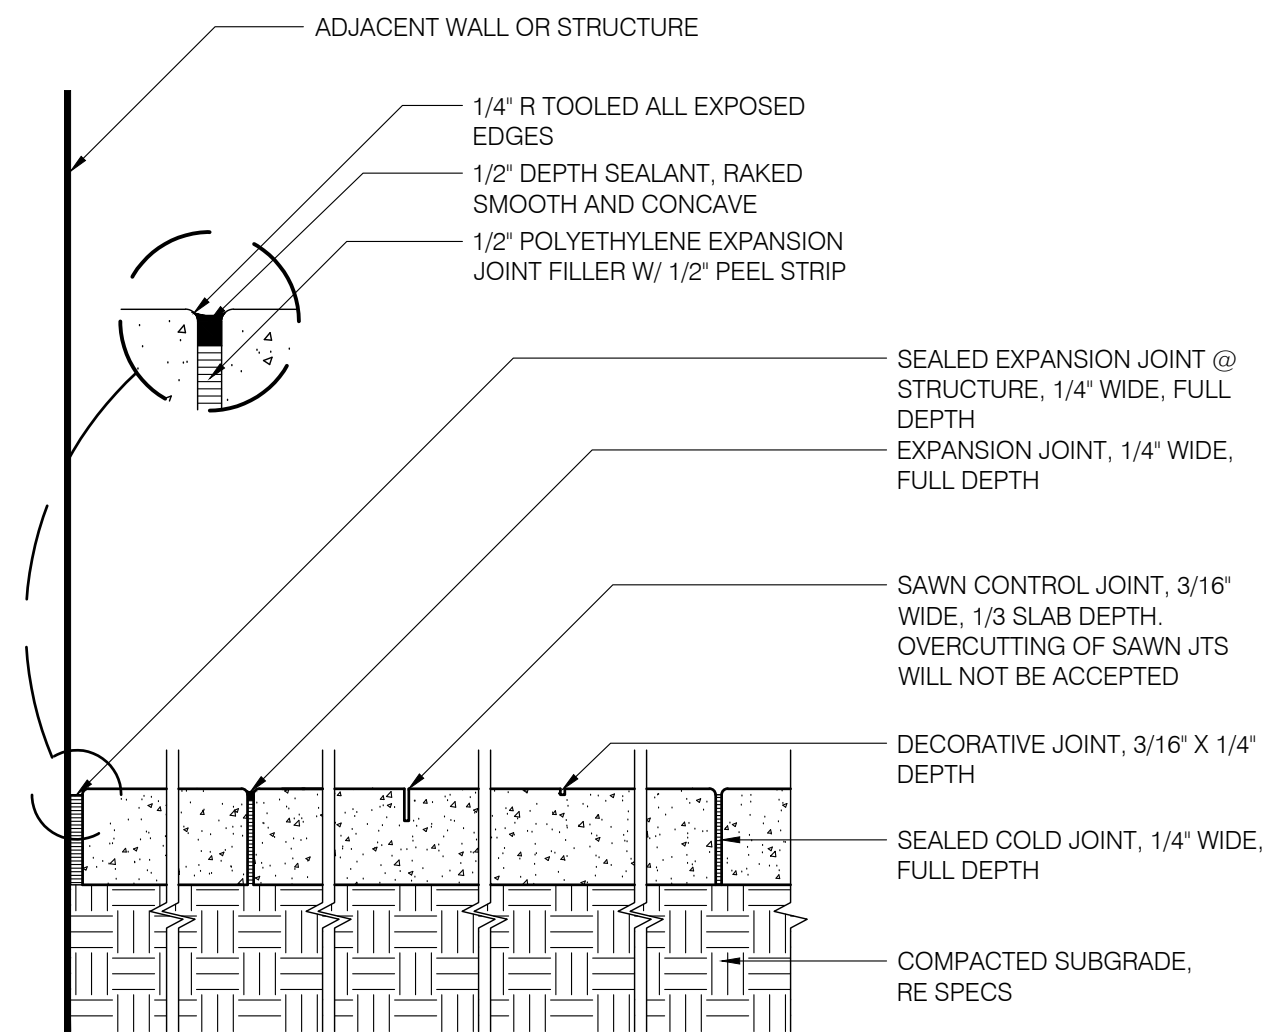 ADJACENT WALL OR STRUCTURE
1/4" R TOOLED ALL EXPOSED
EDGES
1/2" DEPTH SEALANT, RAKED
SMOOTH AND CONCAVE
1/2" POLYETHYLENE EXPANSION
JOINT FILLER W/ 1/2" PEEL STRIP
SEALED EXPANSION JOINT @
STRUCTURE, 1/4" WIDE, FULL
DEPTH
EXPANSION JOINT, 1/4" WIDE,
FULL DEPTH
SAWN CONTROL JOINT, 3/16"
WIDE, 1/3 SLAB DEPTH.
OVERCUTTING OF SAWN JTS
WILL NOT BE ACCEPTED
DECORATIVE JOINT, 3/16" X 1/4"
DEPTH
SEALED COLD JOINT, 1/4" WIDE,
FULL DEPTH
COMPACTED SUBGRADE,
RE SPECS